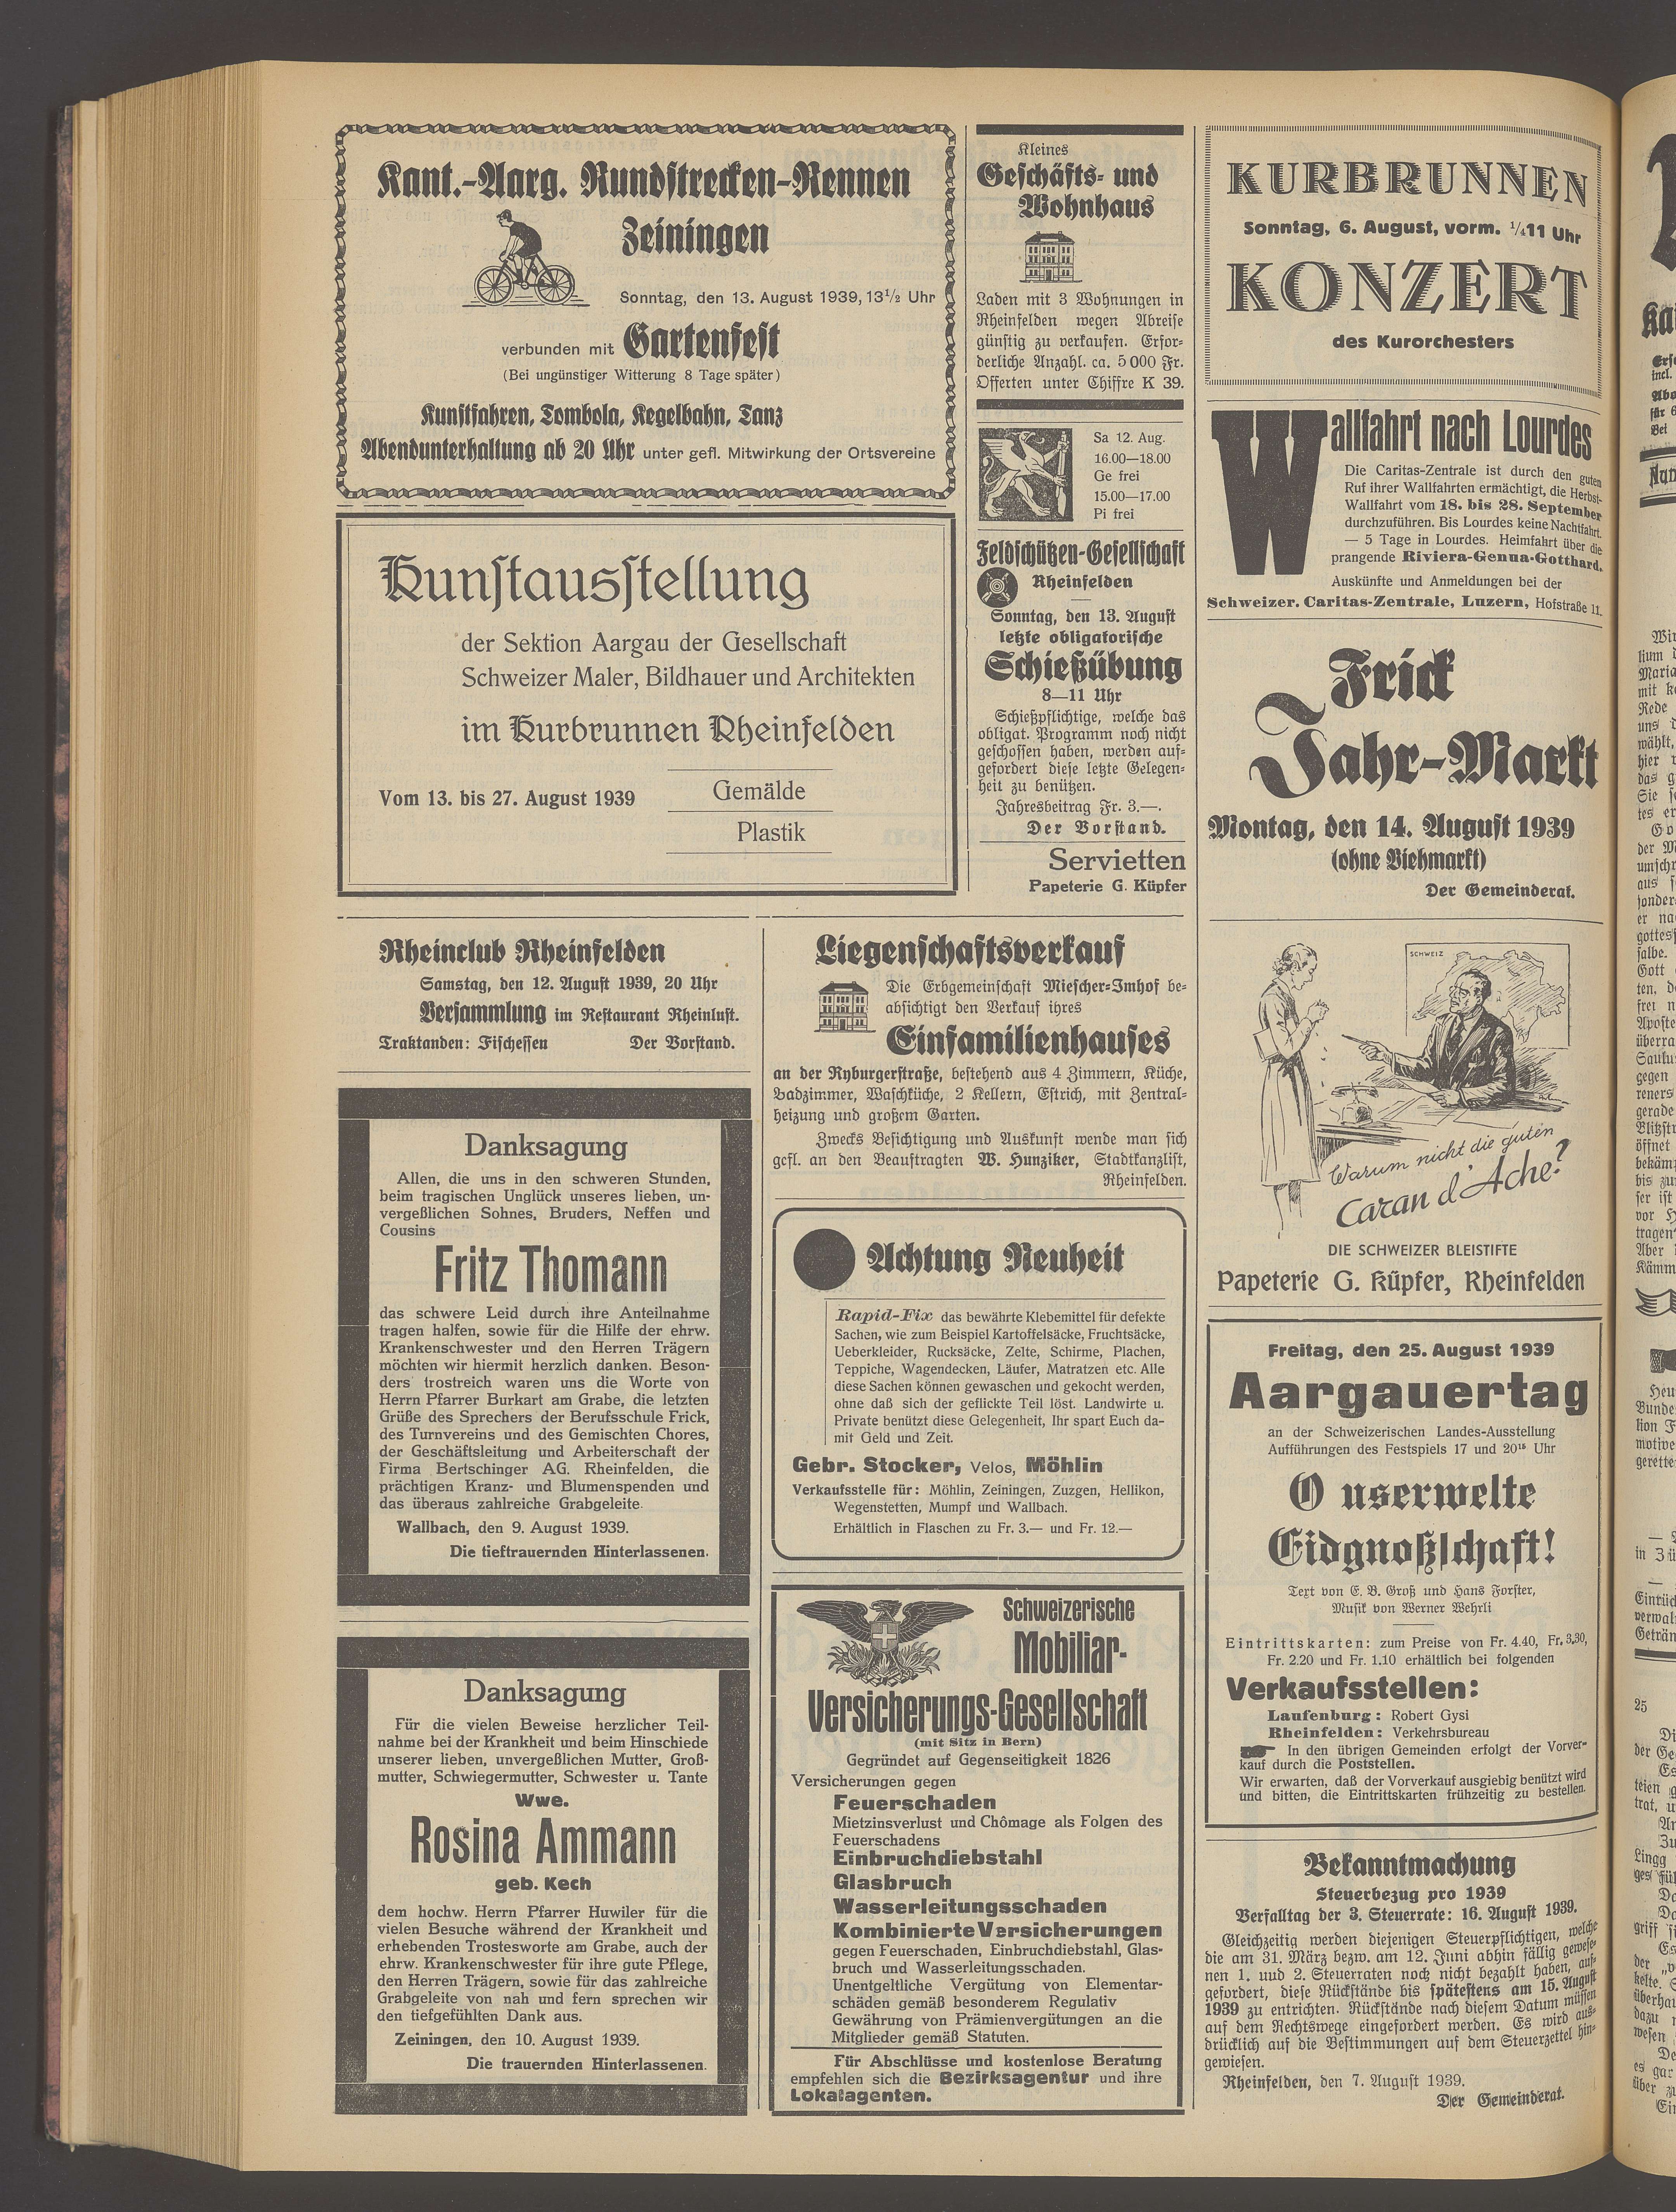 Kant.-Aarg. Rundstrecken-Rennen
Zeiningen
Sonntag, den 13. August 1939, 13½ Uhr
verbunden mit Gartenfest
(Bei ungünstiger Witterung 8 Tage später)
Kunstfahren, Tombola, Kegelbahn, Tanz
Abendunterhaltung ab 20 Uhr unter gefl. Mitwirkung der Ortsvereine
Kunstausstellung
der Sektion Aargau der Gesellschaft
Schweizer Maler, Bildhauer und Architekten
im Kurbrunnen Rheinfelden
Vom 13. bis 27. August 1939
Gemälde
Plastik
Kleines
Geschäfts- und
Wohnhaus
Laden mit 3 Wohnungen in
Rheinfelden wegen Abreise
günstig zu verkaufen. Erfor-
derliche Anzahl. ca. 5000 Fr.
Offerten unter Chiffre K 39.
Sa 12. Aug.
16.00—18.00
Ge frei
15.00—17.00
Pi frei
Feldschützen-Gesellschaft
Rheinfelden
Sonntag, den 13. August
letzte obligatorische
Schießübung
8—11 Uhr
Schießpflichtige, welche das
obligat. Programm noch nicht
geschossen haben, werden auf-
gefordert diese letzte Gelegen-
heit zu benützen.
Jahresbeitrag Fr. 3.—.
Der Vorstand.
Servietten
Papeterie G. Küpfer
Rheinclub Rheinfelden
Samstag, den 12. August 1939, 20 Uhr
Versammlung im Restaurant Rheinlust.
Traktanden: Fischessen Der Vorstand.
Danksagung
Allen, die uns in den schweren Stunden,
beim tragischen Unglück unseres lieben, un-
vergeßlichen Sohnes, Bruders, Neffen und
Cousins
Fritz Thomann
das schwere Leid durch ihre Anteilnahme
tragen halfen, sowie für die Hilfe der ehrw.
Krankenschwester und den Herren Trägern
möchten wir hiermit herzlich danken. Beson-
ders trostreich waren uns die Worte von
Herrn Pfarrer Burkart am Grabe, die letzten
Grüße des Sprechers der Berufsschule Frick,
des Turnvereins und des Gemischten Chores,
der Geschäftsleitung und Arbeiterschaft der
Firma Bertschinger AG. Rheinfelden, die
prächtigen Kranz- und Blumenspenden und
das überaus zahlreiche Grabgeleite.
Wallbach, den 9. August 1939.
Die tieftrauernden Hinterlassenen.
Danksagung
Für die vielen Beweise herzlicher Teil-
nahme bei der Krankheit und beim Hinschiede
unserer lieben, unvergeßlichen Mutter, Groß-
mutter, Schwiegermutter, Schwester u. Tante
Wwe.
Rosina Ammann
geb. Kech
dem hochw. Herrn Pfarrer Huwiler für die
vielen Besuche während der Krankheit und
erhebenden Trostesworte am Grabe, auch der
ehrw. Krankenschwester für ihre gute Pflege,
den Herren Trägern, sowie für das zahlreiche
Grabgeleite von nah und fern sprechen wir
den tiefgefühlten Dank aus.
Zeiningen, den 10. August 1939.
Die trauernden Hinterlassenen.
Liegenschaftsverkauf
Die Erbgemeinschaft Miescher-Imhof be-
absichtigt den Verkauf ihres
Einfamilienhauses
an der Ryburgerstraße, bestehend aus 4 Zimmern, Küche,
Badzimmer, Waschküche, 2 Kellern, Estrich, mit Zentral-
heizung und großem Garten.
Zwecks Besichtigung und Auskunft wende man sich
gefl. an den Beauftragten W. Hunziker, Stadtkanzlist,
Rheinfelden.
Achtung Neuheit
Rapid-Fix das bewährte Klebemittel für defekte
Sachen, wie zum Beispiel Kartoffelsäcke, Fruchtsäcke,
Ueberkleider, Rucksäcke, Zelte, Schirme, Plachen,
Teppiche, Wagendecken, Läufer, Matratzen etc. Alle
diese Sachen können gewaschen und gekocht werden,
ohne daß sich der geflickte Teil löst. Landwirte u.
Private benützt diese Gelegenheit, Ihr spart Euch da-
mit Geld und Zeit.
Gebr. Stocker, Velos, Möhlin
Verkaufsstelle für: Möhlin, Zeiningen, Zuzgen, Hellikon,
Wegenstetten, Mumpf und Wallbach.
Erhältlich in Flaschen zu Fr. 3.— und Fr. 12.—
Schweizerische
Mobiliar-
Versicherungs-Gesellschaft
(mit Sitz in Bern)
Gegründet auf Gegenseitigkeit 1826
Versicherungen gegen
Feuerschaden
Mietzinsverlust und Chômage als Folgen des
Feuerschadens
Einbruchdiebstahl
Glasbruch
Wasserleitungsschaden
Kombinierte Versicherungen
gegen Feuerschaden, Einbruchdiebstahl, Glas-
bruch und Wasserleitungsschaden.
Unentgeltliche Vergütung von Elementar-
schäden gemäß besonderem Regulativ
Gewährung von Prämienvergütungen an die
Mitglieder gemäß Statuten.
Für Abschlüsse und kostenlose Beratung
empfehlen sich die Bezirksagentur und ihre
Lokalagenten.
KURBRUNNEN
Sonntag, 6. August, vorm. ¼11 Uhr
KONZERT
des Kurorchesters
Wallfahrt nach Lourdes
Die Caritas-Zentrale ist durch den guten
Ruf ihrer Wallfahrten ermächtigt, die Herbst-
Wallfahrt vom 18. bis 28. September
durchzuführen. Bis Lourdes keine Nachtfahrt.
— 5 Tage in Lourdes. Heimfahrt über die
prangende Riviera-Genua-Gotthard.
Auskünfte und Anmeldungen bei der
Schweizer. Caritas-Zentrale, Luzern, Hofstraße 11.
Frick
Jahr-Markt
Montag, den 14. August 1939
(ohne Viehmarkt)
Der Gemeinderat.
SCHWEIZ
Warum nicht die guten
Caran d'Ache?
DIE SCHWEIZER BLEISTIFTE
Papeterie G. Küpfer, Rheinfelden
Freitag, den 25. August 1939
Aargauertag
an der Schweizerischen Landes-Ausstellung
Aufführungen des Festspiels 17 und 20¹⁵ Uhr
O userwelte
Eidgnoßschaft!
Text von E. B. Groß und Hans Forster,
Musik von Werner Wehrli
Eintrittskarten: zum Preise von Fr. 4.40, Fr. 3.30,
Fr. 2.20 und Fr. 1.10 erhältlich bei folgenden
Verkaufsstellen:
Laufenburg: Robert Gysi
Rheinfelden: Verkehrsbureau
In den übrigen Gemeinden erfolgt der Vorver-
kauf durch die Poststellen.
Wir erwarten, daß der Vorverkauf ausgiebig benützt wird
und bitten, die Eintrittskarten frühzeitig zu bestellen.
Bekanntmachung
Steuerbezug pro 1939
Verfalltag der 3. Steuerrate: 16. August 1939.
Gleichzeitig werden diejenigen Steuerpflichtigen, welche
die am 31. März bezw. am 12. Juni abhin fällig gewese-
nen 1. und 2. Steuerraten noch nicht bezahlt haben, auf-
gefordert, diese Rückstände bis spätestens am 15. August
1939 zu entrichten. Rückstände nach diesem Datum müssen
auf dem Rechtswege eingefordert werden. Es wird aus-
drücklich auf die Bestimmungen auf dem Steuerzettel hin-
gewiesen.
Rheinfelden, den 7. August 1939.
Der Gemeinderat.